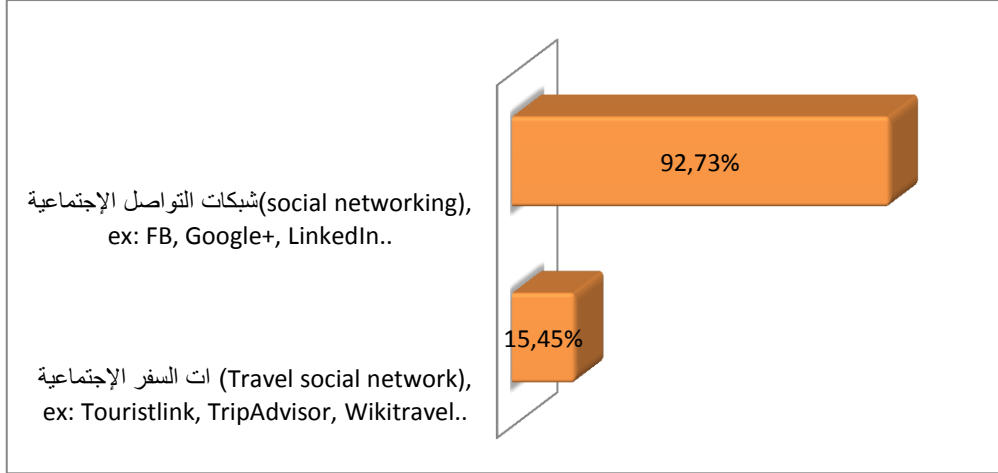 92,73%
شبكات التواصل الإجتماعية(social networking),
ex: FB, Google+, LinkedIn..
15,45%
ات السفر الإجتماعية (Travel social network),
ex: Touristlink, TripAdvisor, Wikitravel..